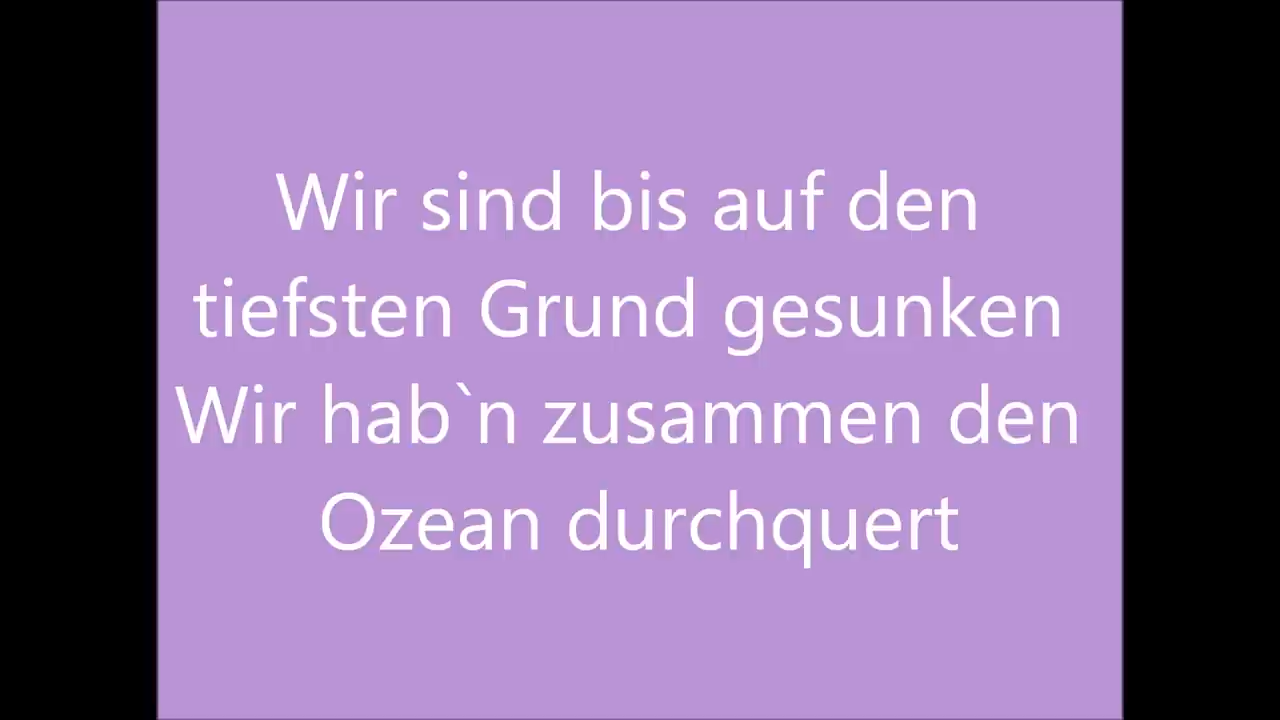 Wir sind bis auf den
tiefsten Grund gesunken
Wir hab`n zusammen den
Ozean durchquert